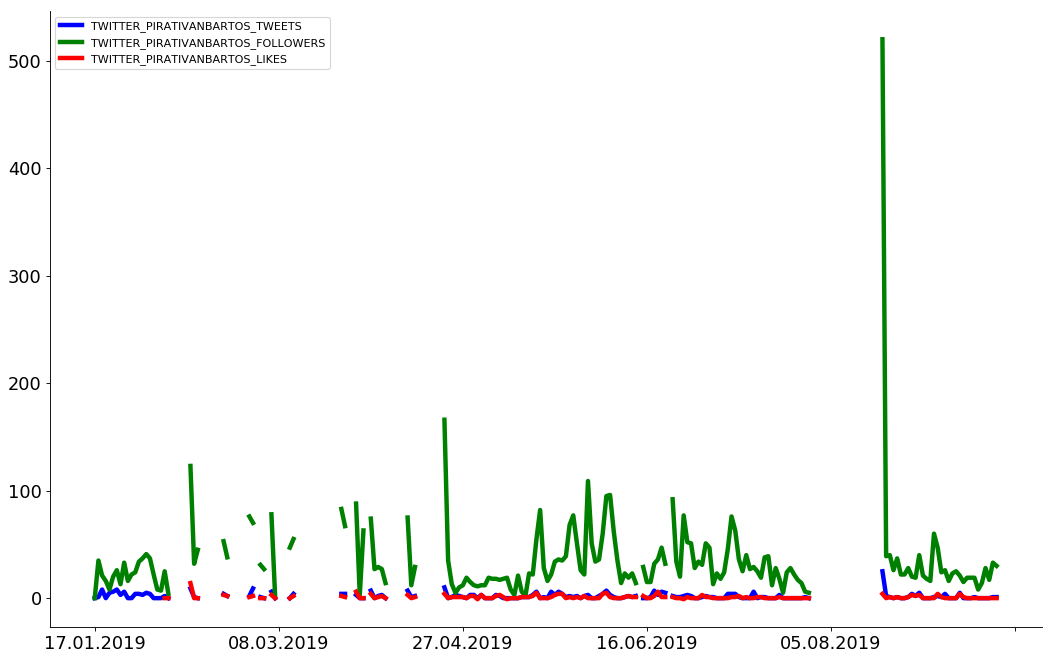 TWITTER_PIRATIVANBARTOS_TWEETS
TWITTER_PIRATIVANBARTOS_FOLLOWERS
TWITTER_PIRATIVANBARTOS_LIKES
500
400
300
200
100
0
17.01.2019 08.03.2019 27.04.2019 16.06.2019 05.08.2019